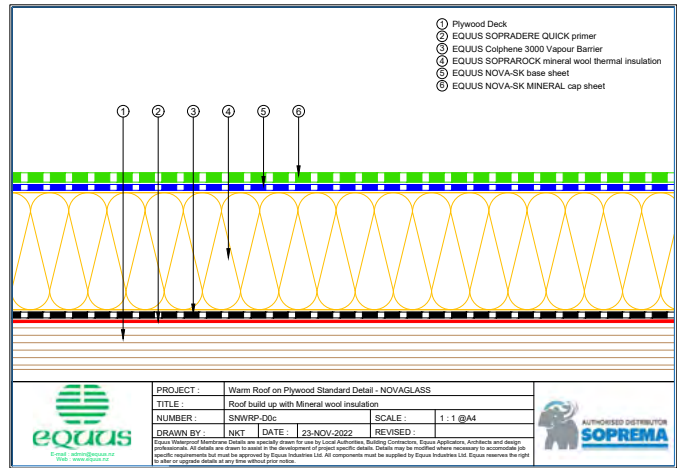 1 Plywood Deck
2 EQUUS SOPRADERE QUICK primer
3 EQUUS Colphene 3000 Vapour Barrier
4 EQUUS SOPRAROCK mineral wool thermal insulation
5 EQUUS NOVA-SK base sheet
6 EQUUS NOVA-SK MINERAL cap sheet
1 2 3 4 5 6
equus
E-mail : admin@equus.nz
Web : www.equus.nz
PROJECT : Warm Roof on Plywood Standard Detail - NOVAGLASS
TITLE : Roof build up with Mineral wool insulation
NUMBER : SNWRP-D0c SCALE : 1 : 1 @A4
DRAWN BY : NKT DATE : 23-NOV-2022 REVISED :
Equus Waterproof Membrane Details are specially drawn for use by Local Authorities, Building Contractors, Equus Applicators, Architects and design
professionals. All details are drawn to assist in the development of project specific details. Details may be modified where necessary to accomodate job
specific requirements but must be approved by Equus Industries Ltd. All components must be supplied by Equus Industries Ltd. Equus reserves the right
to alter or upgrade details at any time without prior notice.
AUTHORISED DISTRIBUTOR
SOPREMA